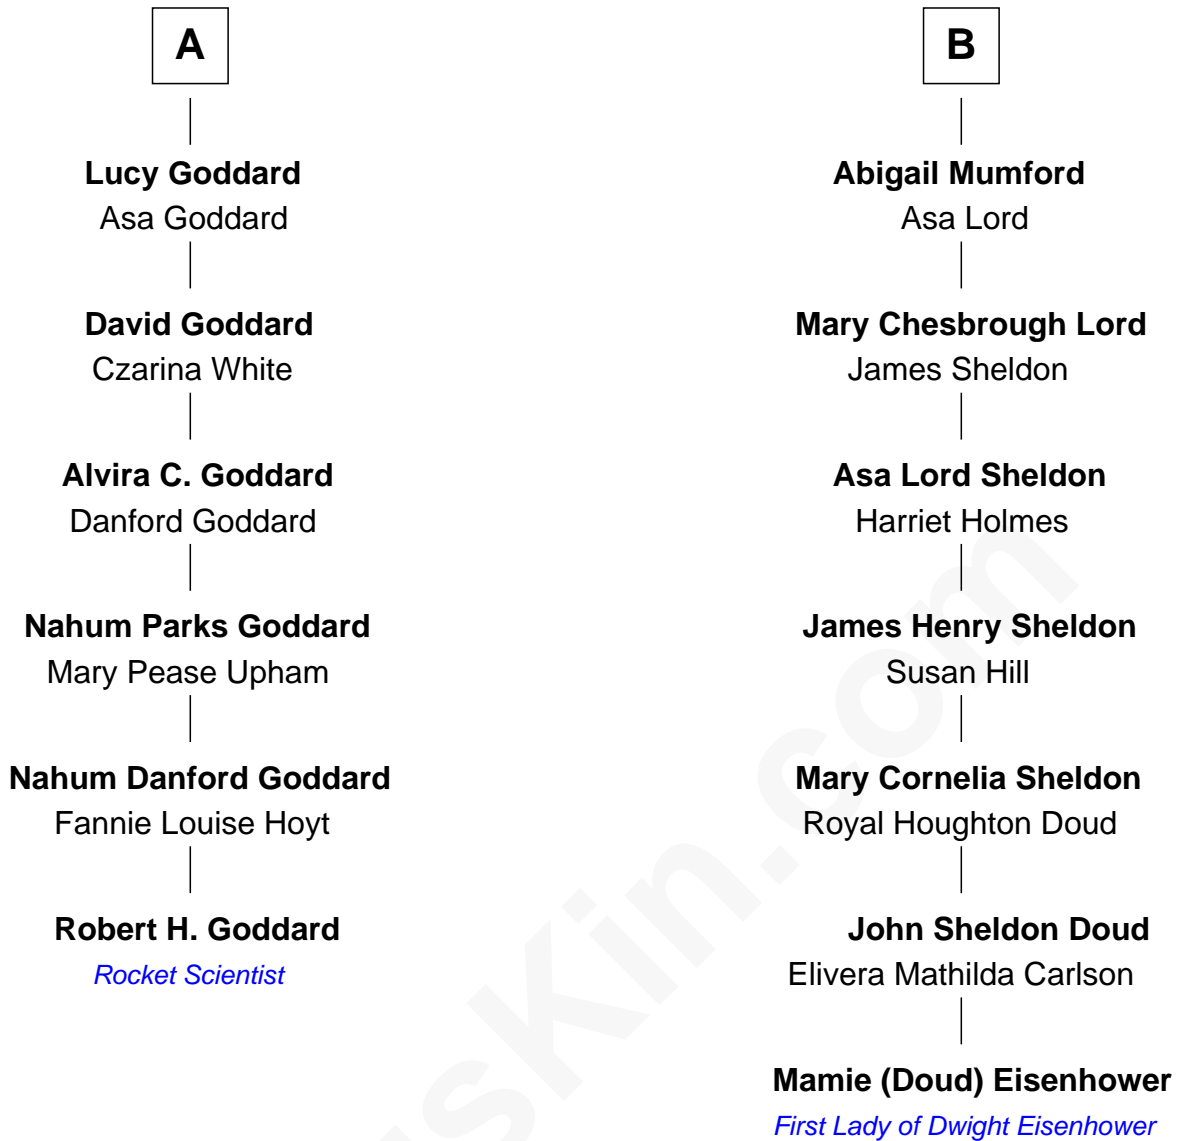 A
Lucy Goddard
Asa Goddard
David Goddard
Czarina White
Alvira C. Goddard
Danford Goddard
Nahum Parks Goddard
Mary Pease Upham
Nahum Danford Goddard
Fannie Louise Hoyt
Robert H. Goddard
Rocket Scientist
B
Abigail Mumford
Asa Lord
Mary Chesbrough Lord
James Sheldon
Asa Lord Sheldon
Harriet Holmes
James Henry Sheldon
Susan Hill
Mary Cornelia Sheldon
Royal Houghton Doud
John Sheldon Doud
Elivera Mathilda Carlson
Mamie (Doud) Eisenhower
First Lady of Dwight Eisenhower